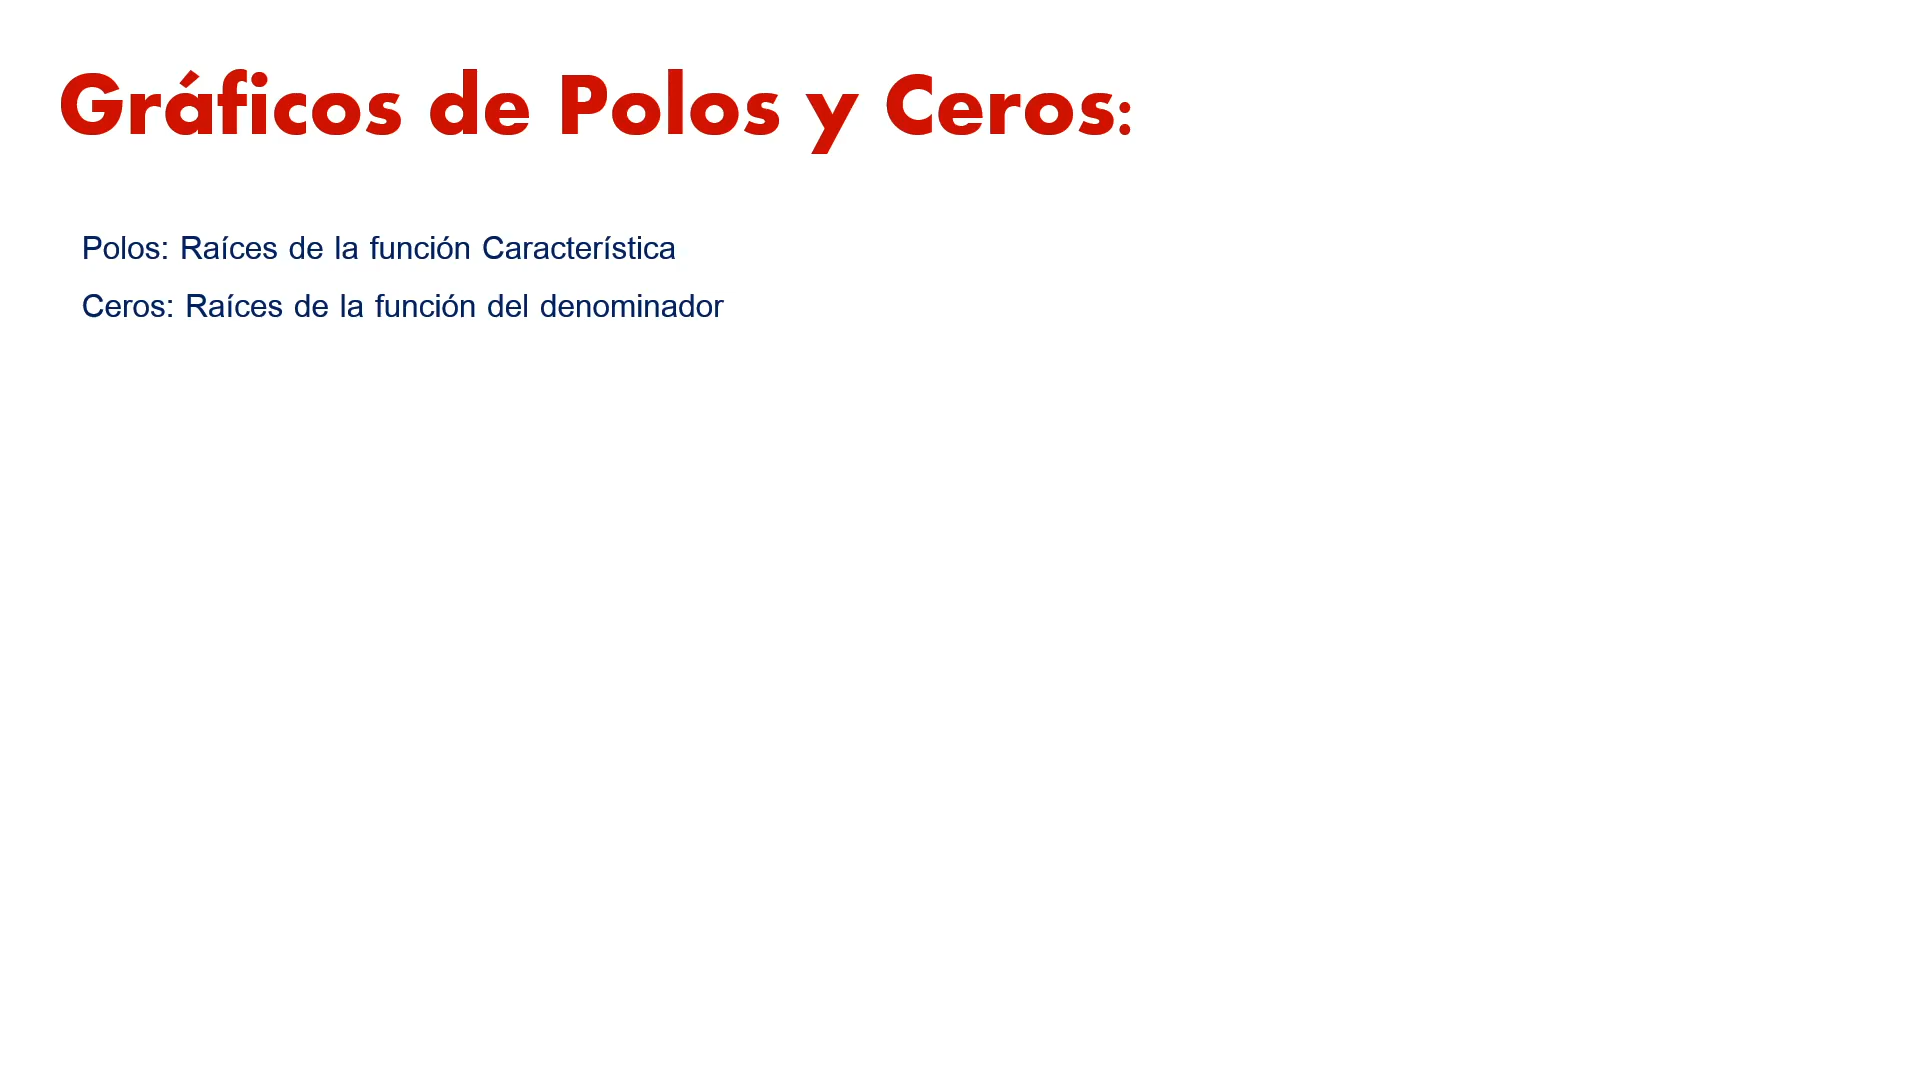 Gráficos de Polos y Ceros:
Polos: Raíces de la función Característica
Ceros: Raíces de la función del denominador